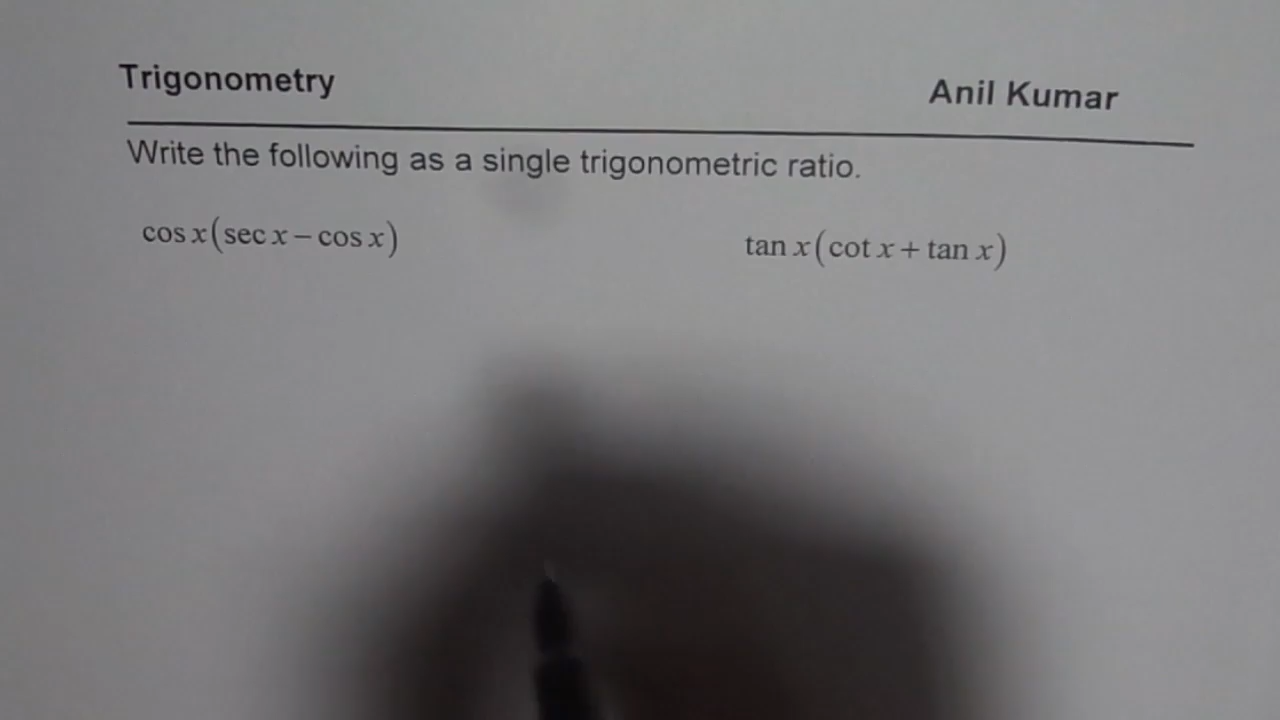 Trigonometry Anil Kumar
Write the following as a single trigonometric ratio.
cos x(sec x − cos x) tan x(cot x + tan x)